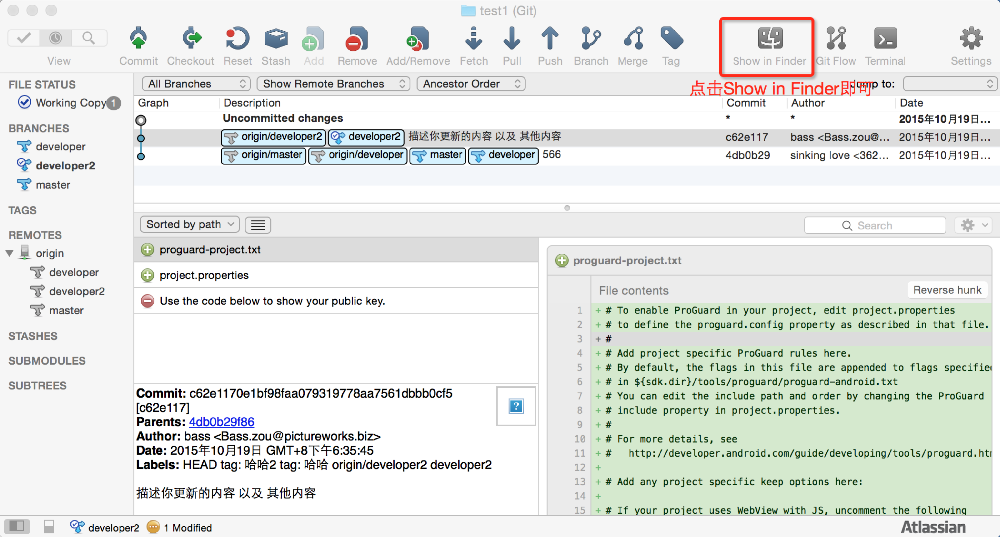 test1 (Git)
View
Commit
Checkout
Reset
Stash
Add
Remove
Add/Remove
Fetch
Pull
Push
Branch
Merge
Tag
Show in Finder
Git Flow
Terminal
Settings
点击Show in Finder即可
FILE STATUS
Working Copy 1
BRANCHES
developer
developer2
master
TAGS
REMOTES
origin
developer
developer2
master
STASHES
SUBMODULES
SUBTREES
All Branches
Show Remote Branches
Ancestor Order
Jump to:
Graph Description Commit Author Date
Uncommitted changes * * 2015年10月19日...
origin/developer2 developer2 描述你更新的内容 以及 其他内容 c62e117 bass <Bass.zou@... 2015年10月19日...
origin/master origin/developer master developer 566 4db0b29 sinking love <362... 2015年10月19日...
Sorted by path
Search
proguard-project.txt
project.properties
Use the code below to show your public key.
Commit: c62e1170e1bf98faa079319778aa7561dbbb0cf5
[c62e117]
Parents: 4db0b29f86
Author: bass <Bass.zou@pictureworks.biz>
Date: 2015年10月19日 GMT+8下午6:35:45
Labels: HEAD tag: 哈哈2 tag: 哈哈 origin/developer2 developer2
描述你更新的内容 以及 其他内容
proguard-project.txt
File contents
Reverse hunk
1 + # To enable ProGuard in your project, edit project.properties
2 + # to define the proguard.config property as described in that file.
3 + #
4 + # Add project specific ProGuard rules here.
5 + # By default, the flags in this file are appended to flags specifie
6 + # in ${sdk.dir}/tools/proguard/proguard-android.txt
7 + # You can edit the include path and order by changing the ProGuard
8 + # include property in project.properties.
9 + #
10 + # For more details, see
11 + #   http://developer.android.com/guide/developing/tools/proguard.ht
12 +
13 + # Add any project specific keep options here:
14 +
15 + # If your project uses WebView with JS, uncomment the following
developer2
1 Modified
Atlassian